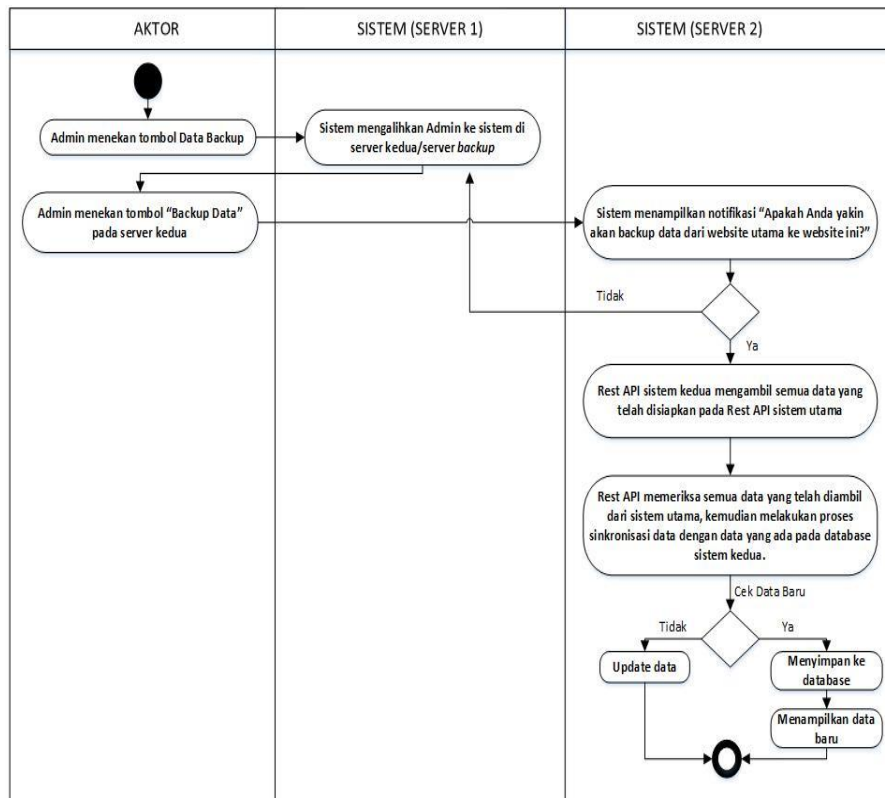 AKTOR
SISTEM (SERVER 1)
SISTEM (SERVER 2)
Admin menekan tombol Data Backup
Sistem mengalihkan Admin ke sistem di
server kedua/server backup
Admin menekan tombol “Backup Data”
pada server kedua
Sistem menampilkan notifikasi “Apakah Anda yakin
akan backup data dari website utama ke website ini?”
Tidak
Ya
Rest API sistem kedua mengambil semua data yang
telah disiapkan pada Rest API sistem utama
Rest API memeriksa semua data yang telah diambil
dari sistem utama, kemudian melakukan proses
sinkronisasi data dengan data yang ada pada database
sistem kedua.
Cek Data Baru
Tidak
Ya
Update data
Menyimpan ke
database
Menampilkan data
baru